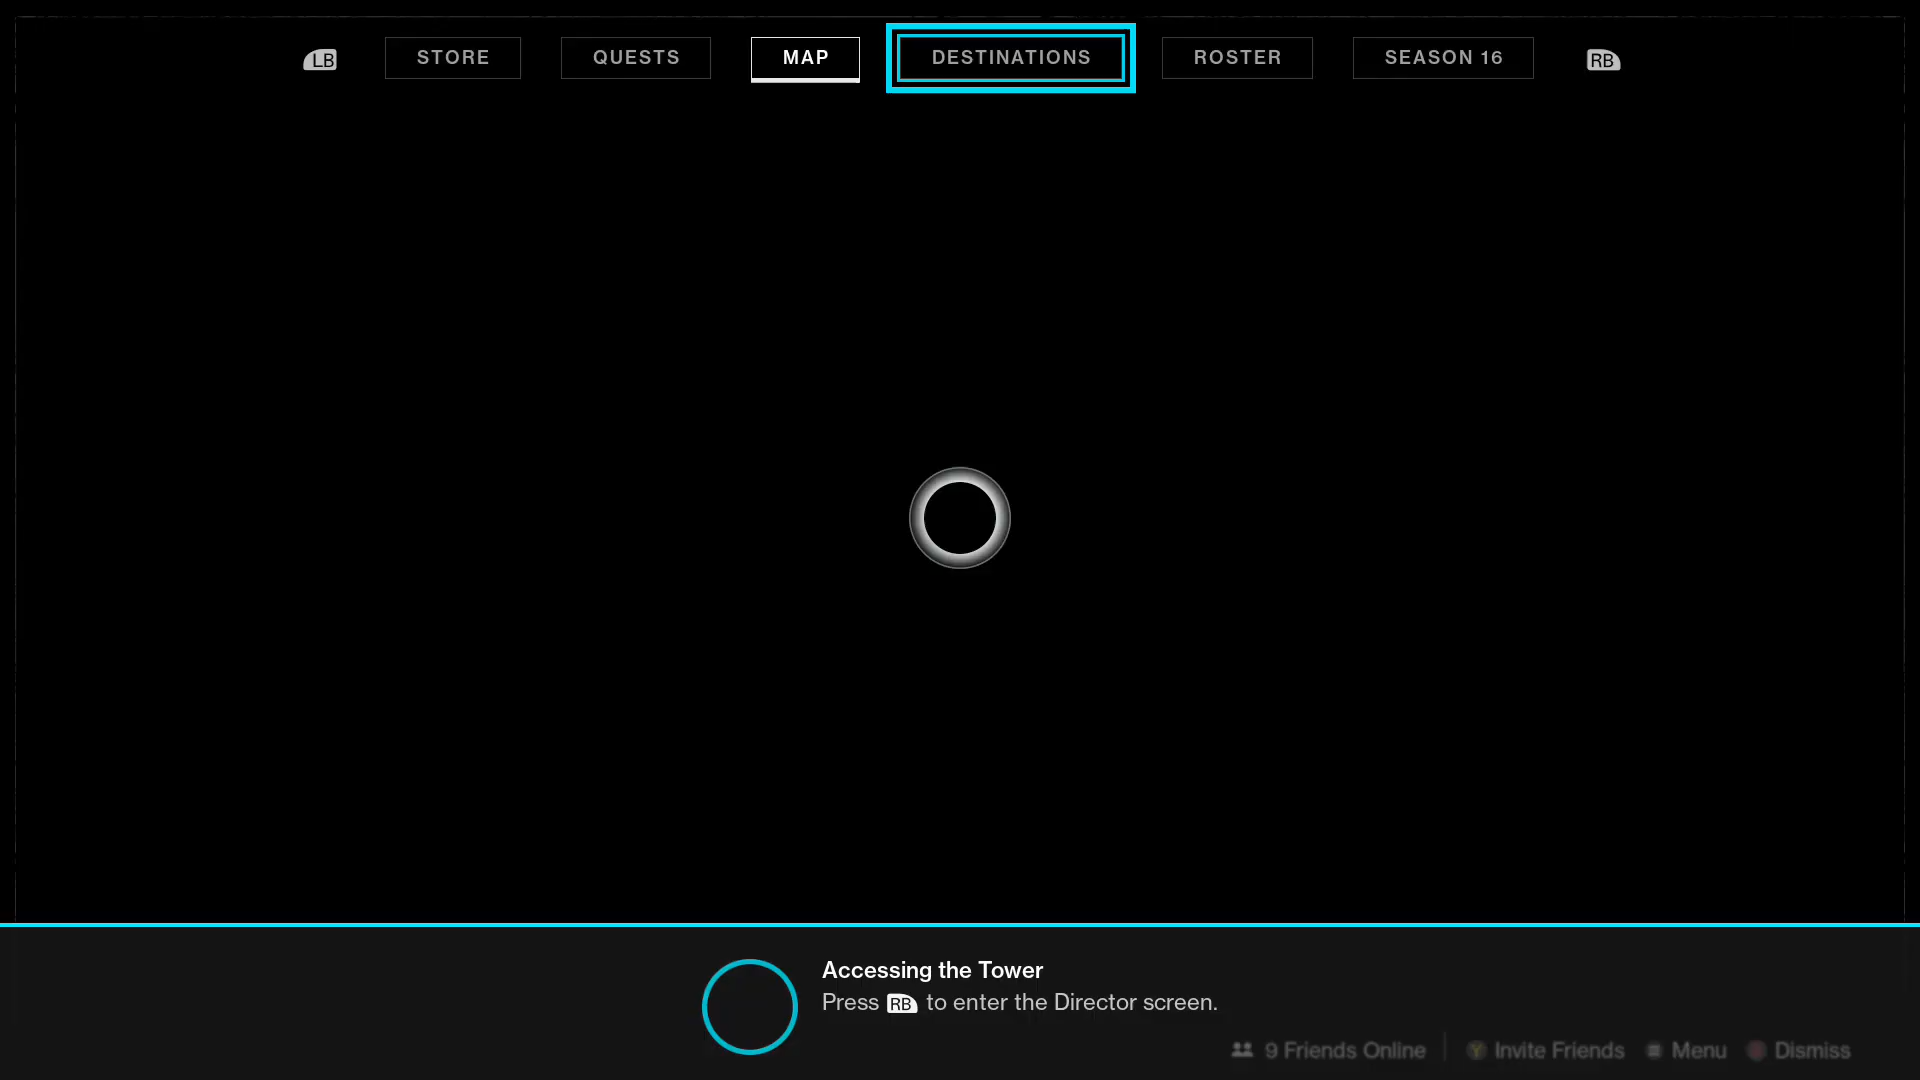 LB STORE QUESTS MAP DESTINATIONS ROSTER SEASON 16 RB
Accessing the Tower
Press RB to enter the Director screen.
9 Friends Online Y Invite Friends Menu Dismiss